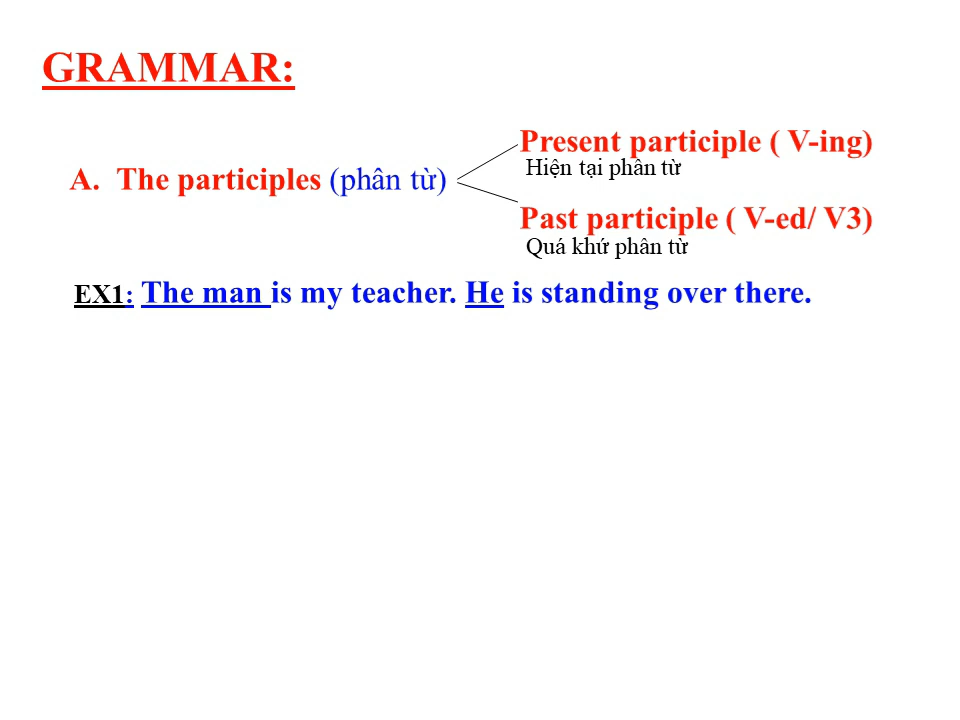 GRAMMAR:
Present participle ( V-ing)
Hiện tại phân từ
A. The participles (phân từ)
Past participle ( V-ed/ V3)
Quá khứ phân từ
EX1: The man is my teacher. He is standing over there.